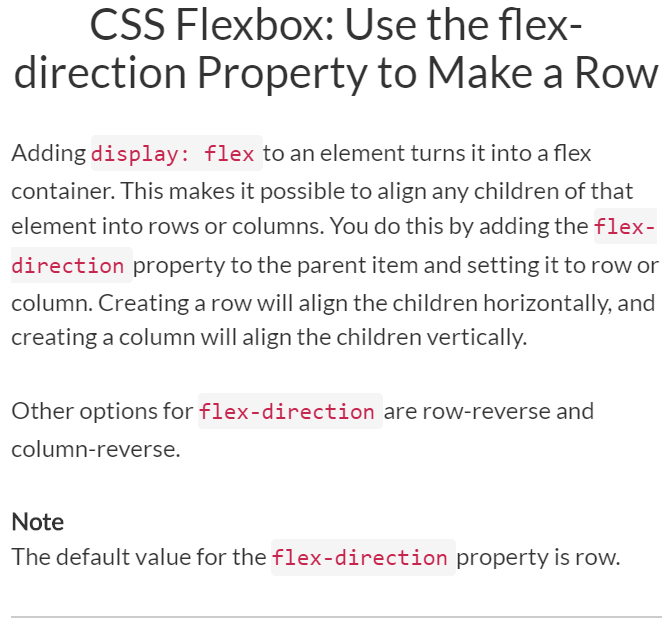 CSS Flexbox: Use the flex-
direction Property to Make a Row
Adding display: flex to an element turns it into a flex
container. This makes it possible to align any children of that
element into rows or columns. You do this by adding the flex-
direction property to the parent item and setting it to row or
column. Creating a row will align the children horizontally, and
creating a column will align the children vertically.
Other options for flex-direction are row-reverse and
column-reverse.
Note
The default value for the flex-direction property is row.